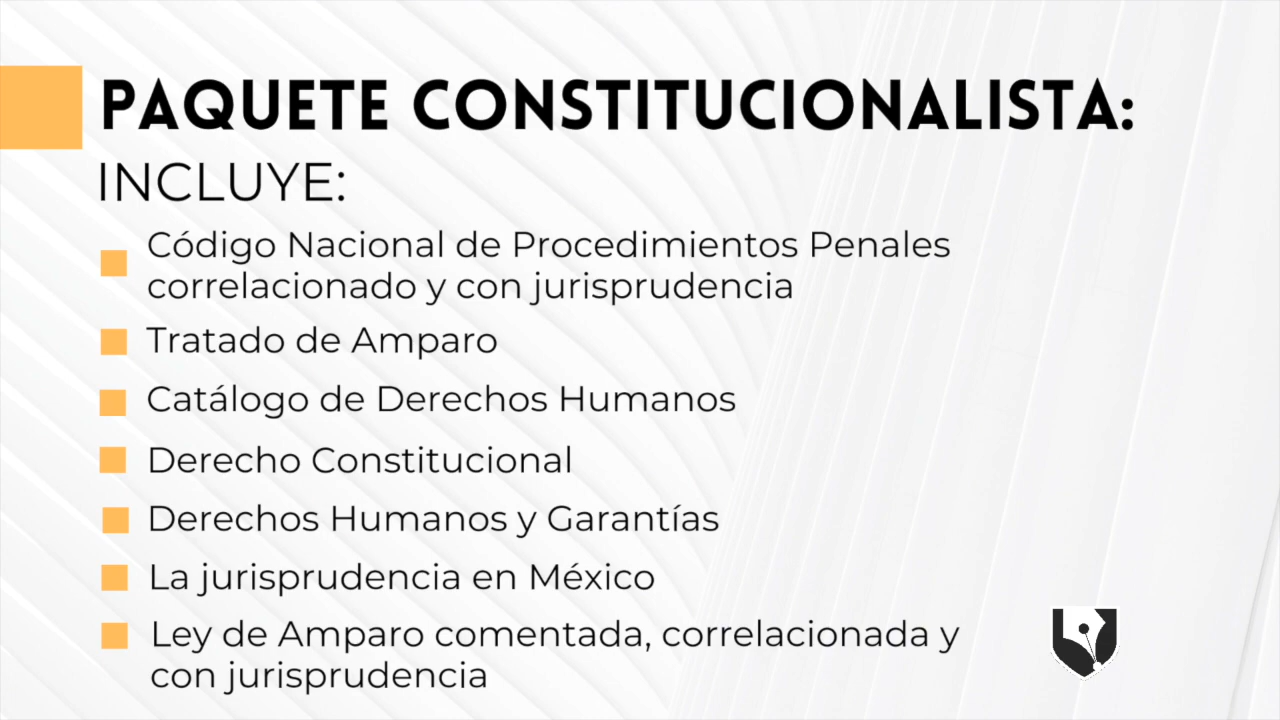 PAQUETE CONSTITUCIONALISTA:
INCLUYE:
Código Nacional de Procedimientos Penales
correlacionado y con jurisprudencia
Tratado de Amparo
Catálogo de Derechos Humanos
Derecho Constitucional
Derechos Humanos y Garantías
La jurisprudencia en México
Ley de Amparo comentada, correlacionada y
con jurisprudencia